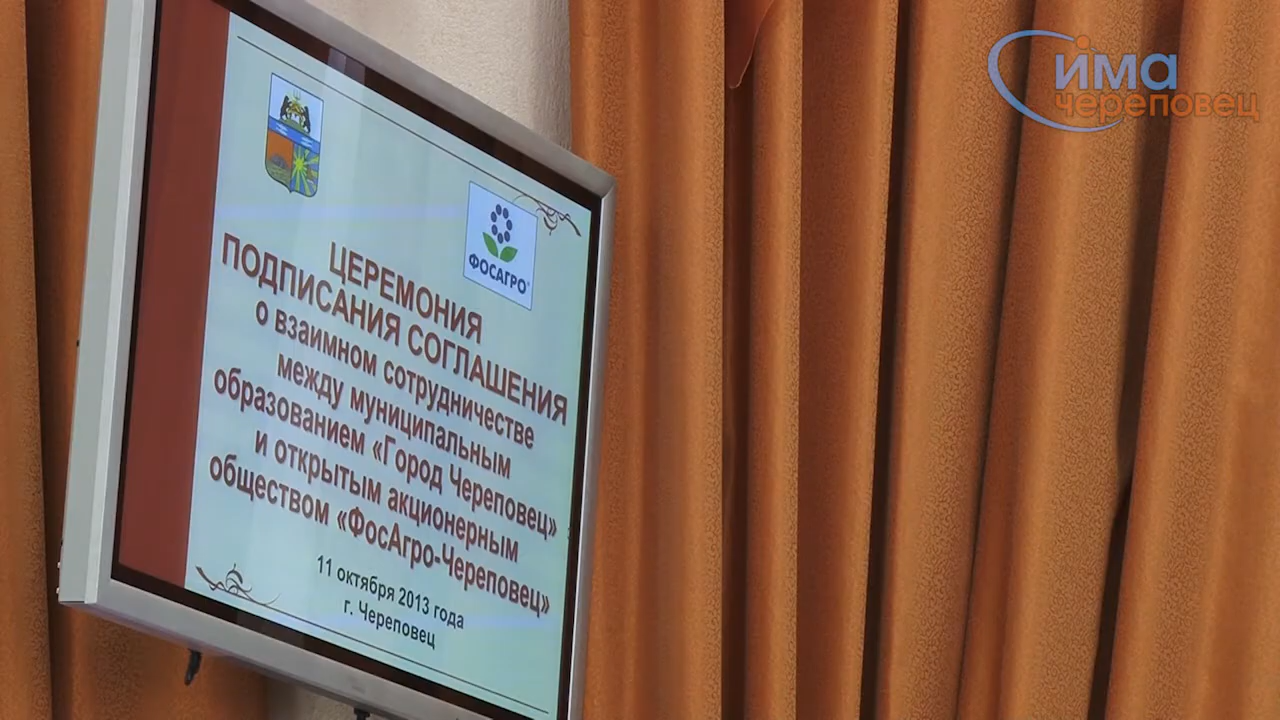 има
череповец
ФОСАГРО
ЦЕРЕМОНИЯ
ПОДПИСАНИЯ СОГЛАШЕНИЯ
о взаимном сотрудничестве
между муниципальным
образованием «Город Череповец»
и открытым акционерным
обществом «ФосАгро-Череповец»
11 октября 2013 года
г. Череповец